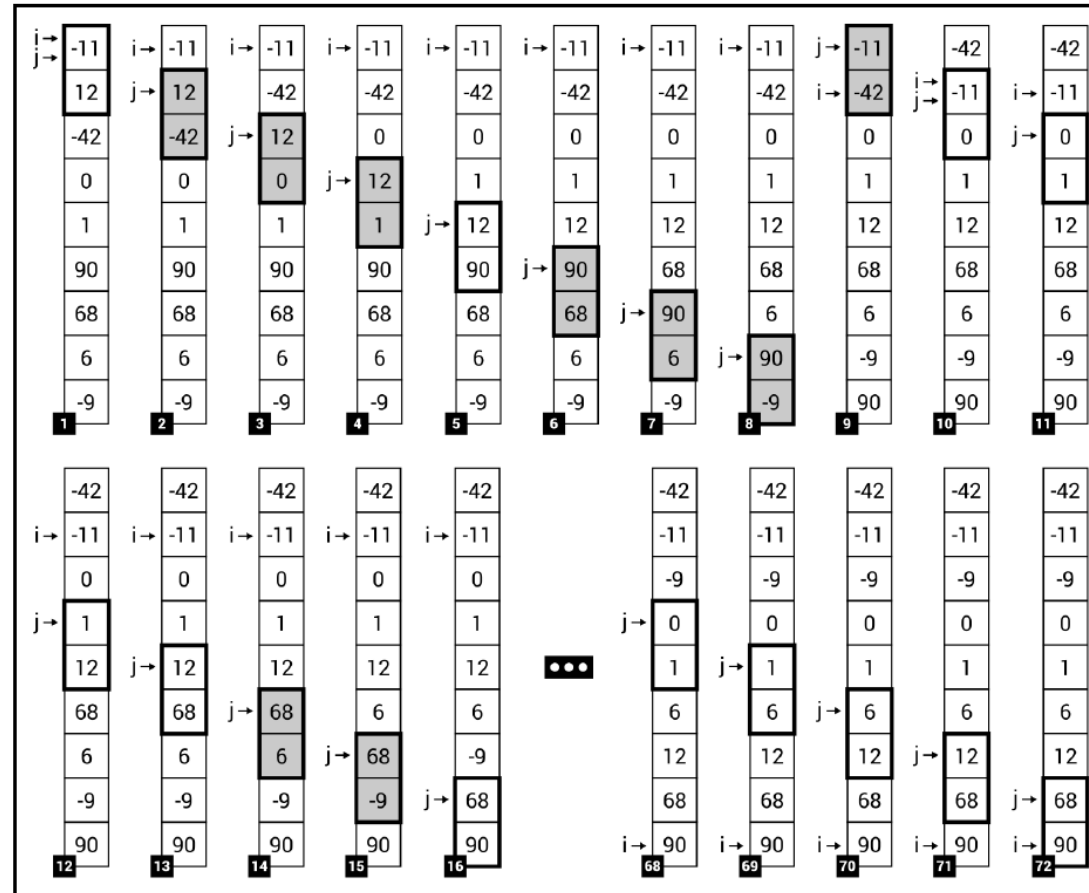 i→ j→ -11 i→ -11 i→ -11 i→ -11 i→ -11 i→ -11 i→ -11 i→ -11 j→ -11 -42 -42
12 j→ 12 -42 -42 -42 -42 -42 -42 i→ -42 i→ j→ -11 i→ -11
-42 -42 j→ 12 0 0 0 0 0 0 0 j→ 0
0 0 0 j→ 12 1 1 1 1 1 1 1
1 1 1 1 j→ 12 12 12 12 12 12 12
90 90 90 90 90 j→ 90 68 68 68 68 68
68 68 68 68 68 68 j→ 90 6 6 6 6
6 6 6 6 6 6 6 j→ 90 -9 -9 -9
-9 -9 -9 -9 -9 -9 -9 -9 90 90 90
1 2 3 4 5 6 7 8 9 10 11
-42 -42 -42 -42 -42 -42 -42 -42 -42 -42
i→ -11 i→ -11 i→ -11 i→ -11 i→ -11 -11 -11 -11 -11 -11
0 0 0 0 0 -9 -9 -9 -9 -9
j→ 1 1 1 1 1 j→ 0 0 0 0 0
12 j→ 12 12 12 12 ••• 1 j→ 1 1 1 1
68 68 j→ 68 6 6 6 6 j→ 6 6 6
6 6 6 j→ 68 -9 12 12 12 j→ 12 12
-9 -9 -9 -9 j→ 68 68 68 68 68 j→ 68
90 90 90 90 90 i→ 90 i→ 90 i→ 90 i→ 90 i→ 90
12 13 14 15 16 68 69 70 71 72